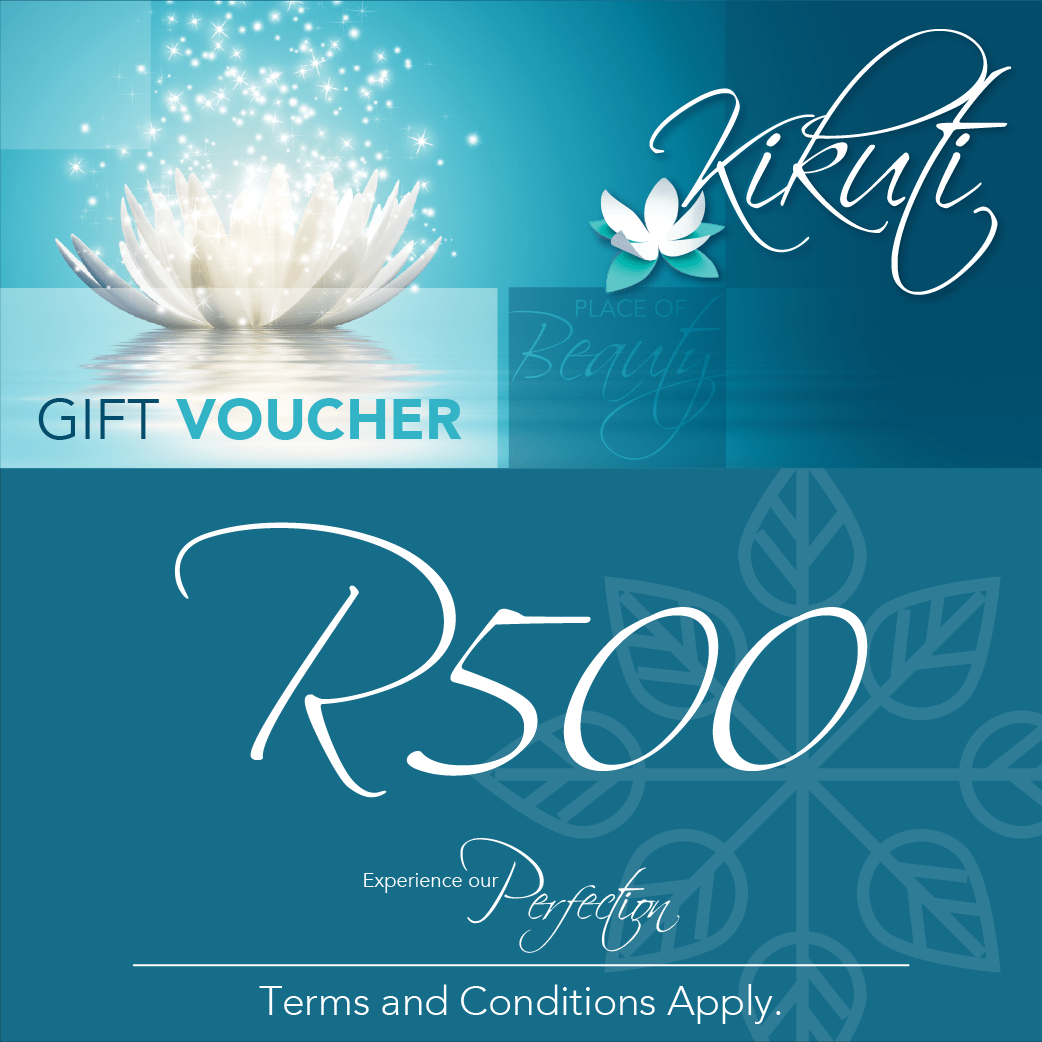 Kikuti
PLACE OF
Beauty
GIFT VOUCHER
R500
Experience our Perfection
Terms and Conditions Apply.